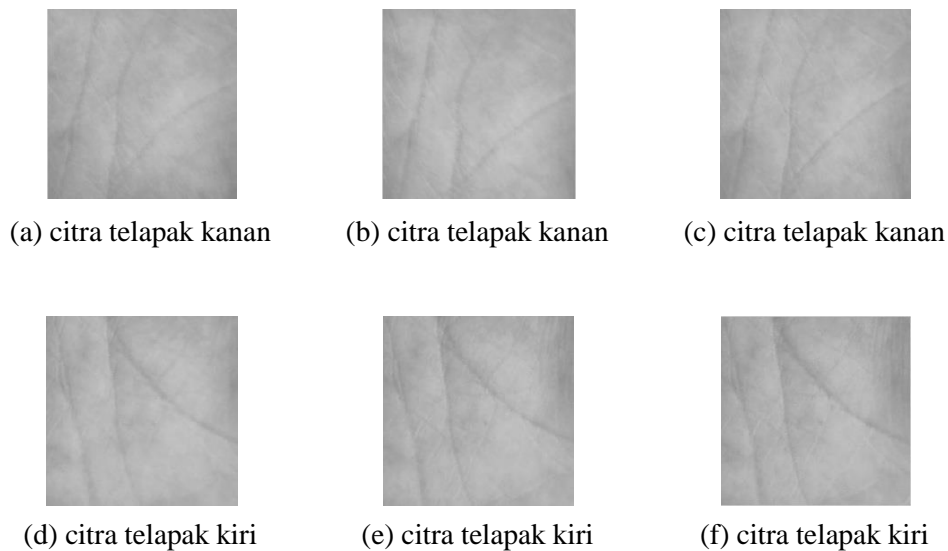 (a) citra telapak kanan
(b) citra telapak kanan
(c) citra telapak kanan
(d) citra telapak kiri
(e) citra telapak kiri
(f) citra telapak kiri